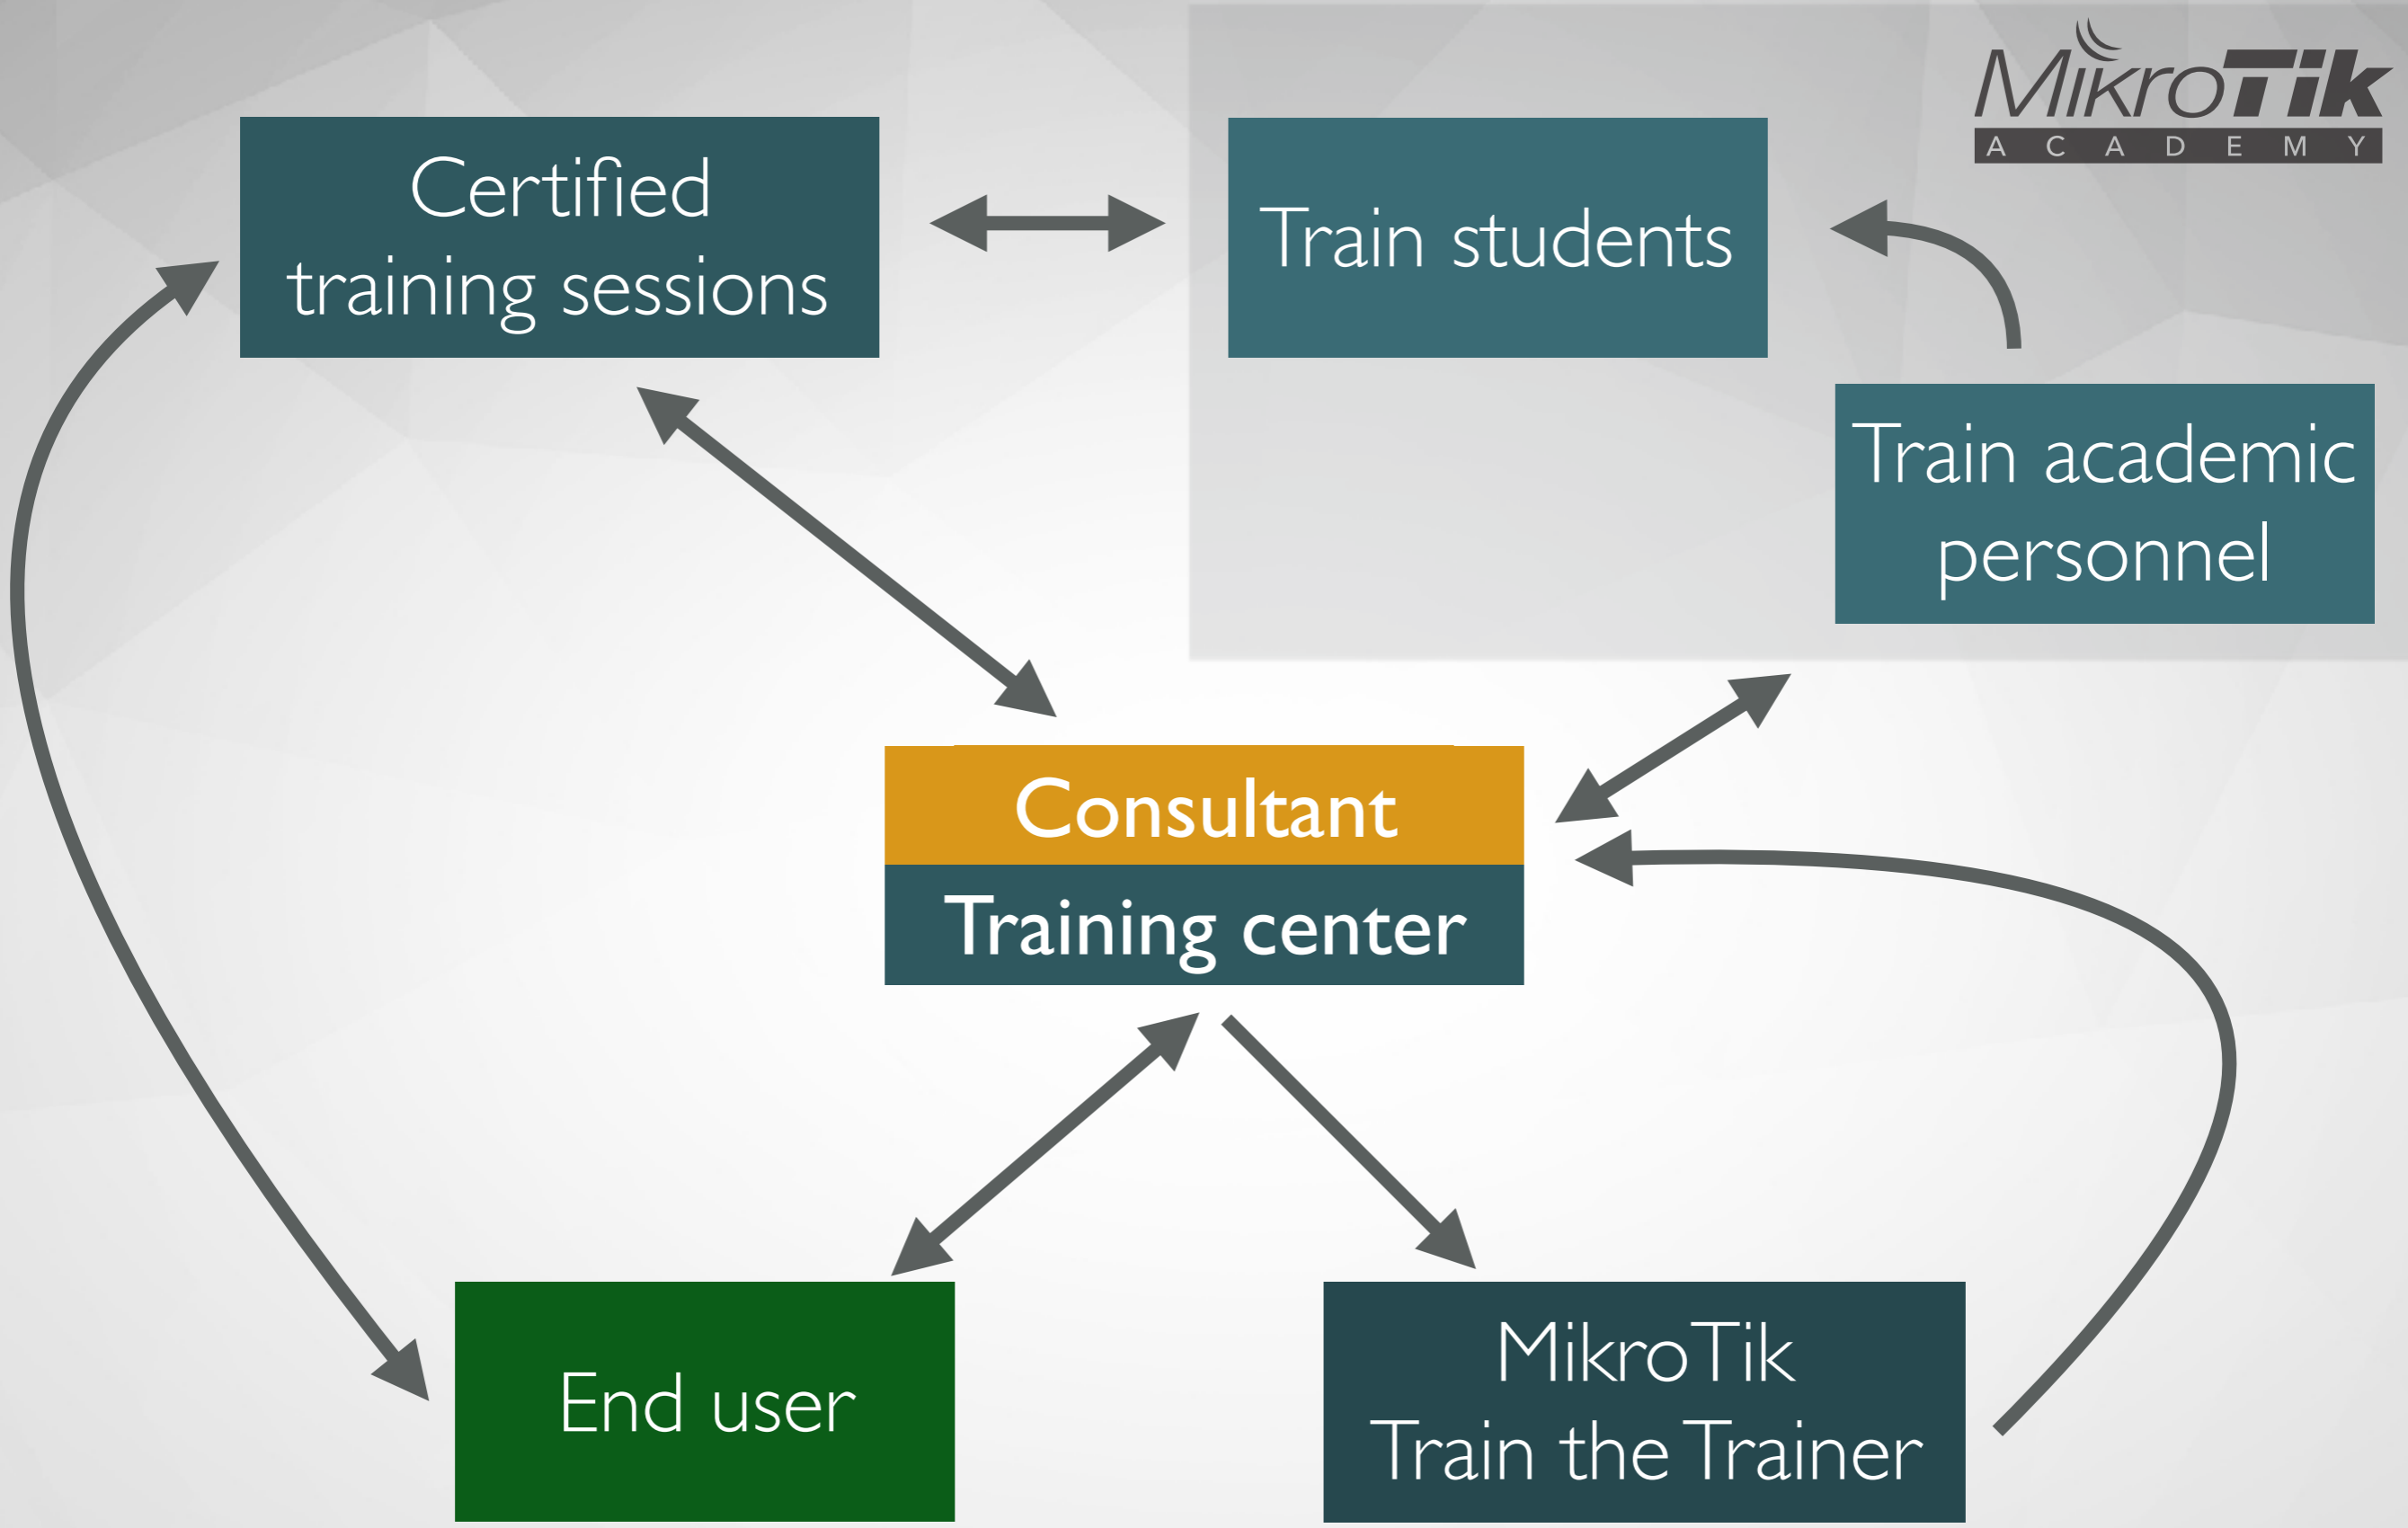 MikroTik
ACADEMY
Certified
training sessions
Train students
Train academic
personnel
Consultant
Training center
End user
MikroTik
Train the Trainer